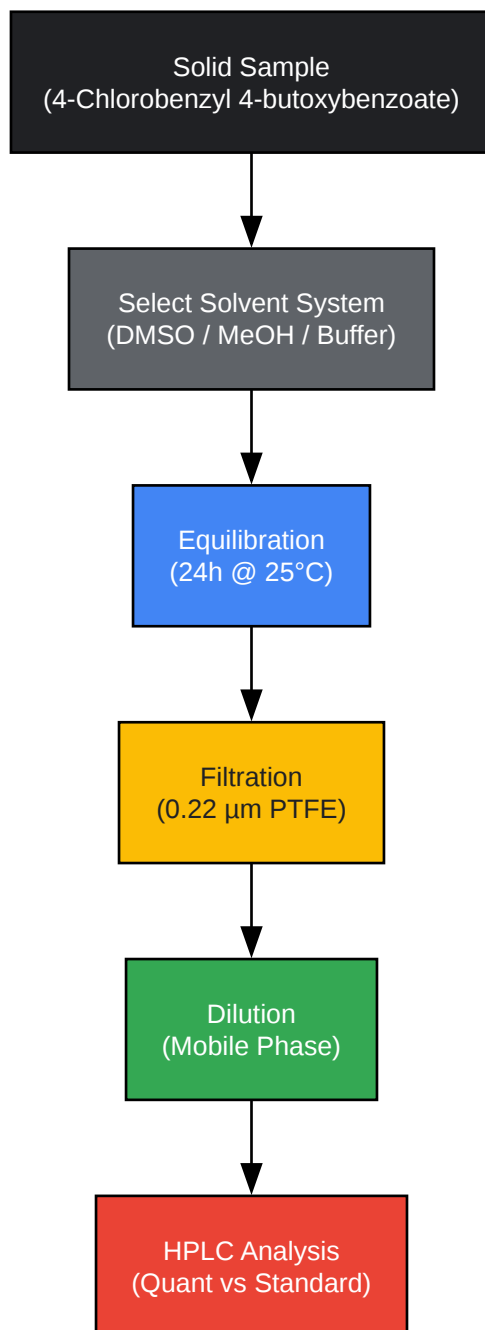 Solid Sample
(4-Chlorobenzyl 4-butoxybenzoate)
Select Solvent System
(DMSO / MeOH / Buffer)
Equilibration
(24h @ 25°C)
Filtration
(0.22 µm PTFE)
Dilution
(Mobile Phase)
HPLC Analysis
(Quant vs Standard)